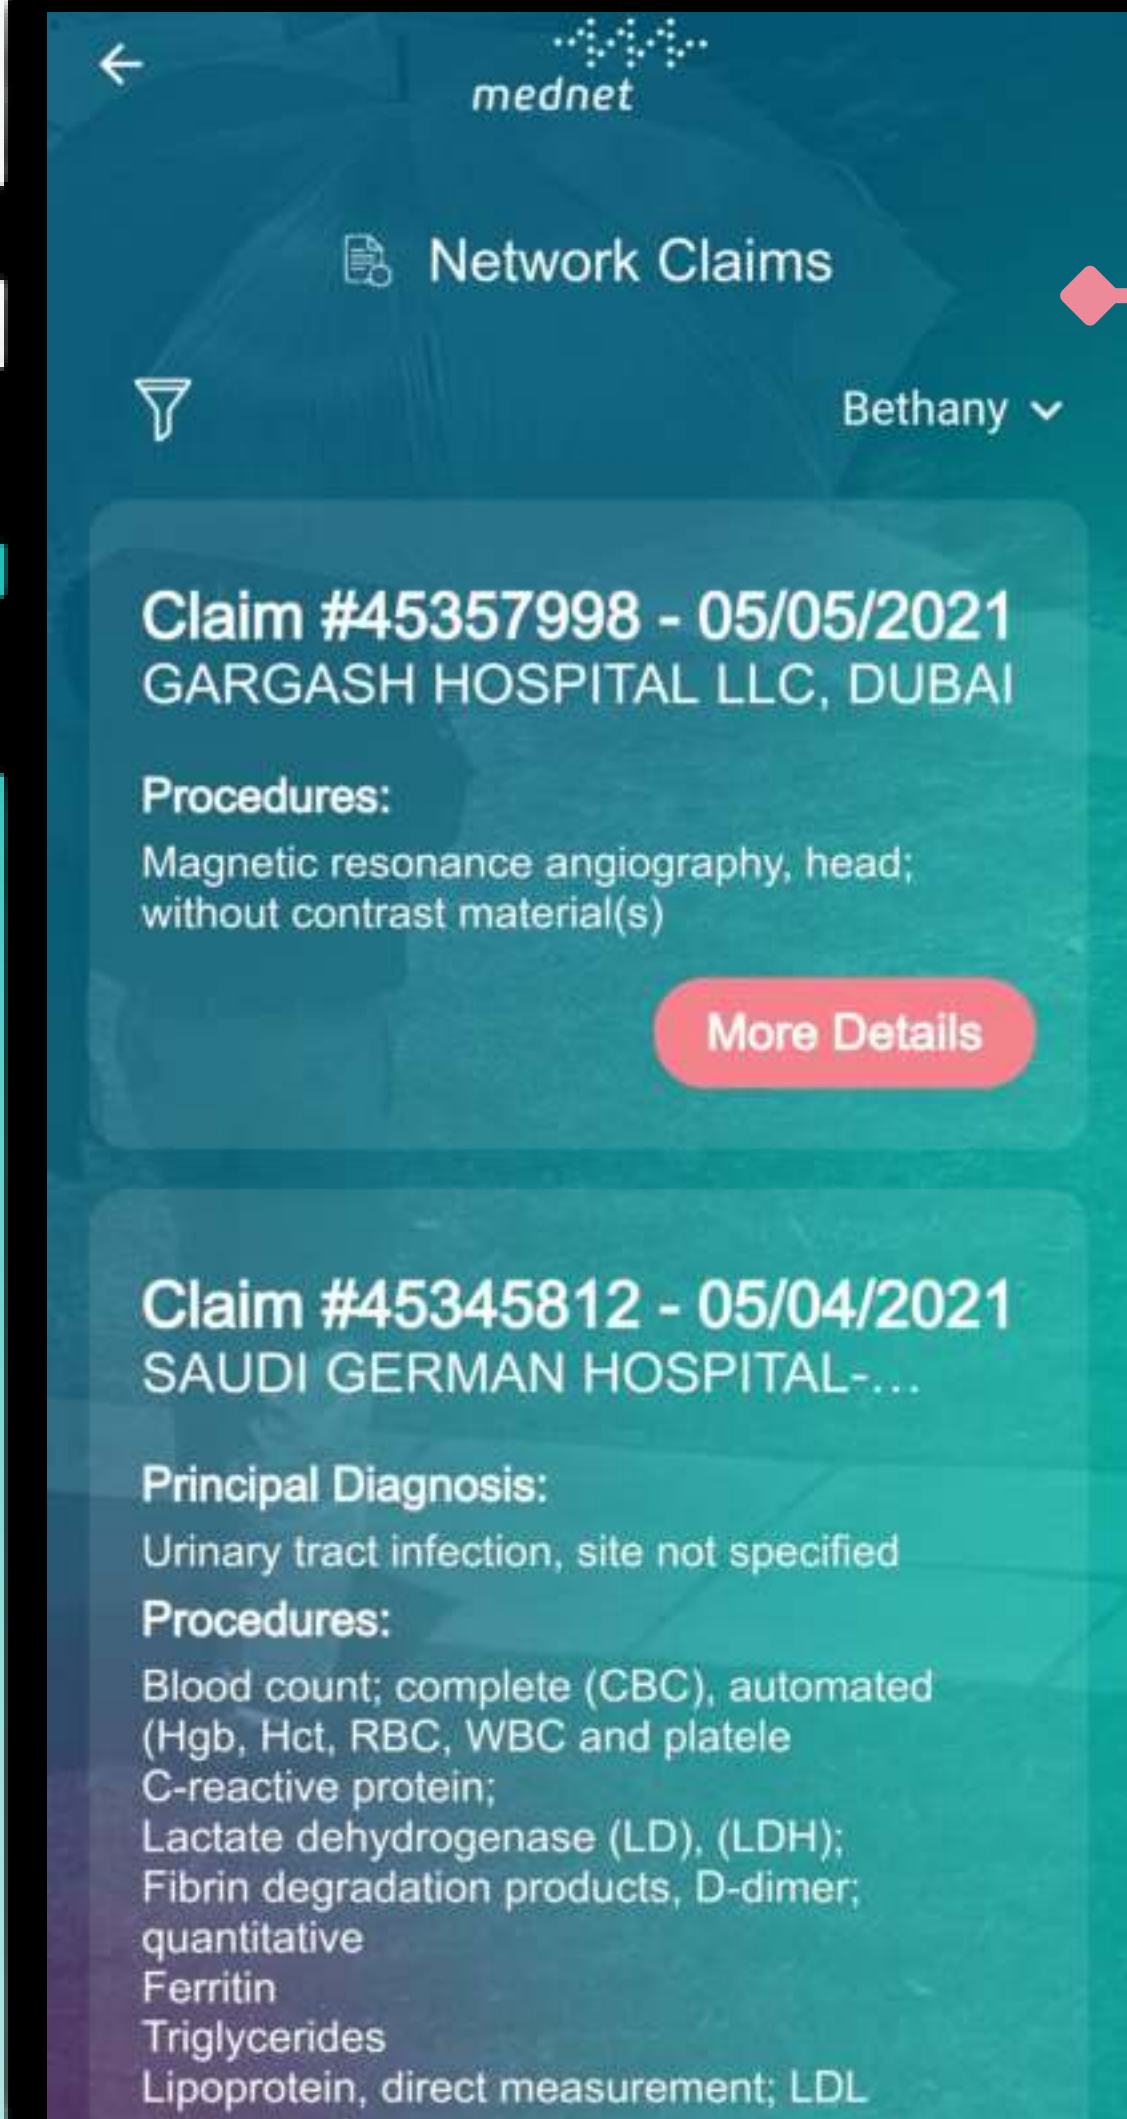 mednet
Network Claims
Bethany
Claim #45357998 - 05/05/2021
GARGASH HOSPITAL LLC, DUBAI
Procedures:
Magnetic resonance angiography, head;
without contrast material(s)
More Details
Claim #45345812 - 05/04/2021
SAUDI GERMAN HOSPITAL-...
Principal Diagnosis:
Urinary tract infection, site not specified
Procedures:
Blood count; complete (CBC), automated
(Hgb, Hct, RBC, WBC and platele
C-reactive protein;
Lactate dehydrogenase (LD), (LDH);
Fibrin degradation products, D-dimer;
quantitative
Ferritin
Triglycerides
Lipoprotein, direct measurement; LDL